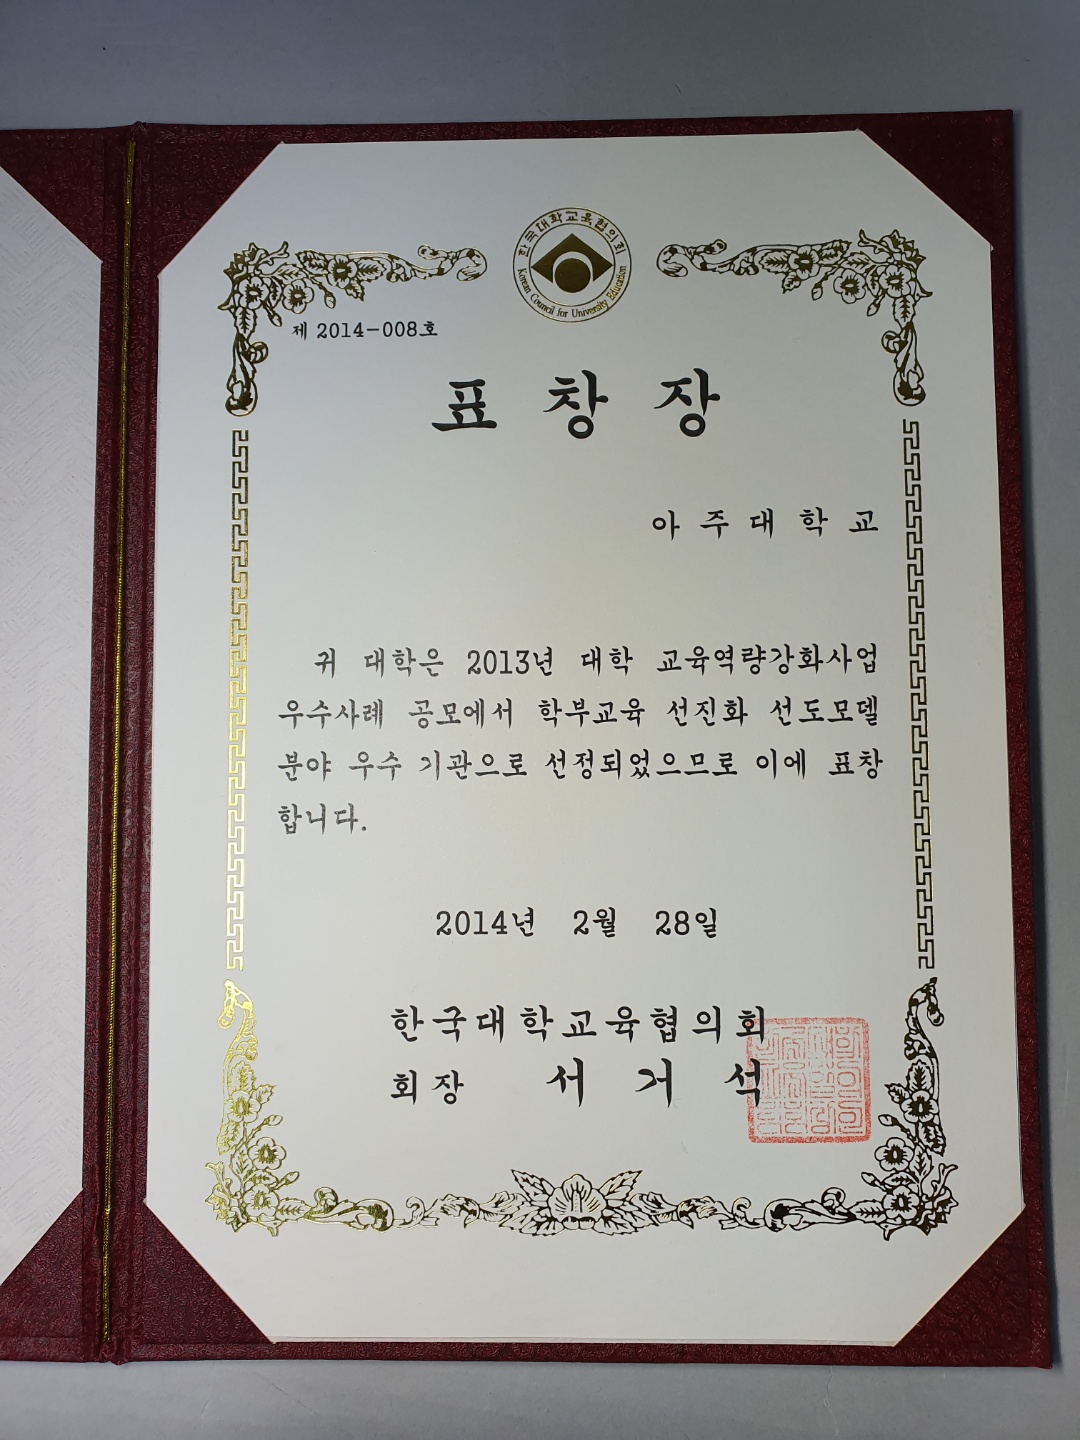 한국대학교육협의회
Korean Council for University Education
제 2014-008호
표 창 장
아 주 대 학 교
귀 대학은 2013년 대학 교육역량강화사업
우수사례 공모에서 학부교육 선진화 선도모델
분야 우수 기관으로 선정되었으므로 이에 표창
합니다.
2014년 2월 28일
한국대학교육협의회
회장 서 거 석